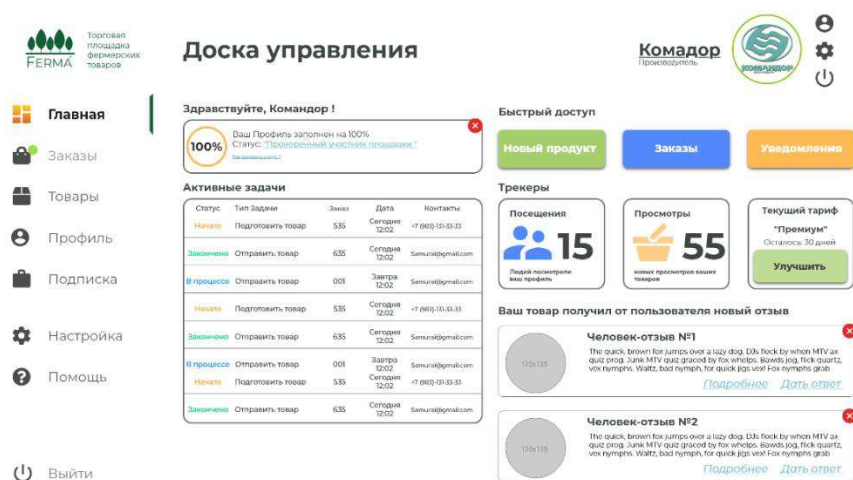 FERMA
Торговая
площадка
фермерских
товаров
Доска управления
Комадор
Производитель
КОМАНДОР
Главная
Заказы
Товары
Профиль
Подписка
Настройка
Помощь
Выйти
Здравствуйте, Командор !
100%
Ваш Профиль заполнен на 100%
Статус: "Проверенный участник площадки "
Активные задачи
Статус Тип Задачи Заказ Дата Контакты
Начато Подготовить товар 535 Сегодня 12:02 +7 (903)-131-33-33
Закончено Отправить товар 635 Сегодня 12:02 Samurai@gmail.com
В процессе Отправить товар 001 Завтра 12:02 Samurai@gmail.com
Начато Подготовить товар 535 Сегодня 12:02 +7 (903)-131-33-33
Закончено Отправить товар 635 Сегодня 12:02 Samurai@gmail.com
В процессе Отправить товар 001 Завтра 12:02 Samurai@gmail.com
Начато Подготовить товар 535 Сегодня 12:02 +7 (903)-131-33-33
Закончено Отправить товар 635 Сегодня 12:02 Samurai@gmail.com
Быстрый доступ
Новый продукт
Заказы
Уведомления
Трекеры
Посещения
15
Людей посмотрели
ваш профиль
Просмотры
55
новых просмотров ваших
товаров
Текущий тариф
"Премиум"
Осталось: 30 дней
Улучшить
Ваш товар получил от пользователя новый отзыв
135x135
Человек-отзыв №1
The quick, brown fox jumps over a lazy dog. DJs flock by when MTV ax
quiz prog. Junk MTV quiz graced by fox whelps. Bawds jog, flick quartz,
vex nymphs. Waltz, bad nymph, for quick jigs vex! Fox nymphs grab
Подробнее Дать ответ
135x135
Человек-отзыв №2
The quick, brown fox jumps over a lazy dog. DJs flock by when MTV ax
quiz prog. Junk MTV quiz graced by fox whelps. Bawds jog, flick quartz,
vex nymphs. Waltz, bad nymph, for quick jigs vex! Fox nymphs grab
Подробнее Дать ответ